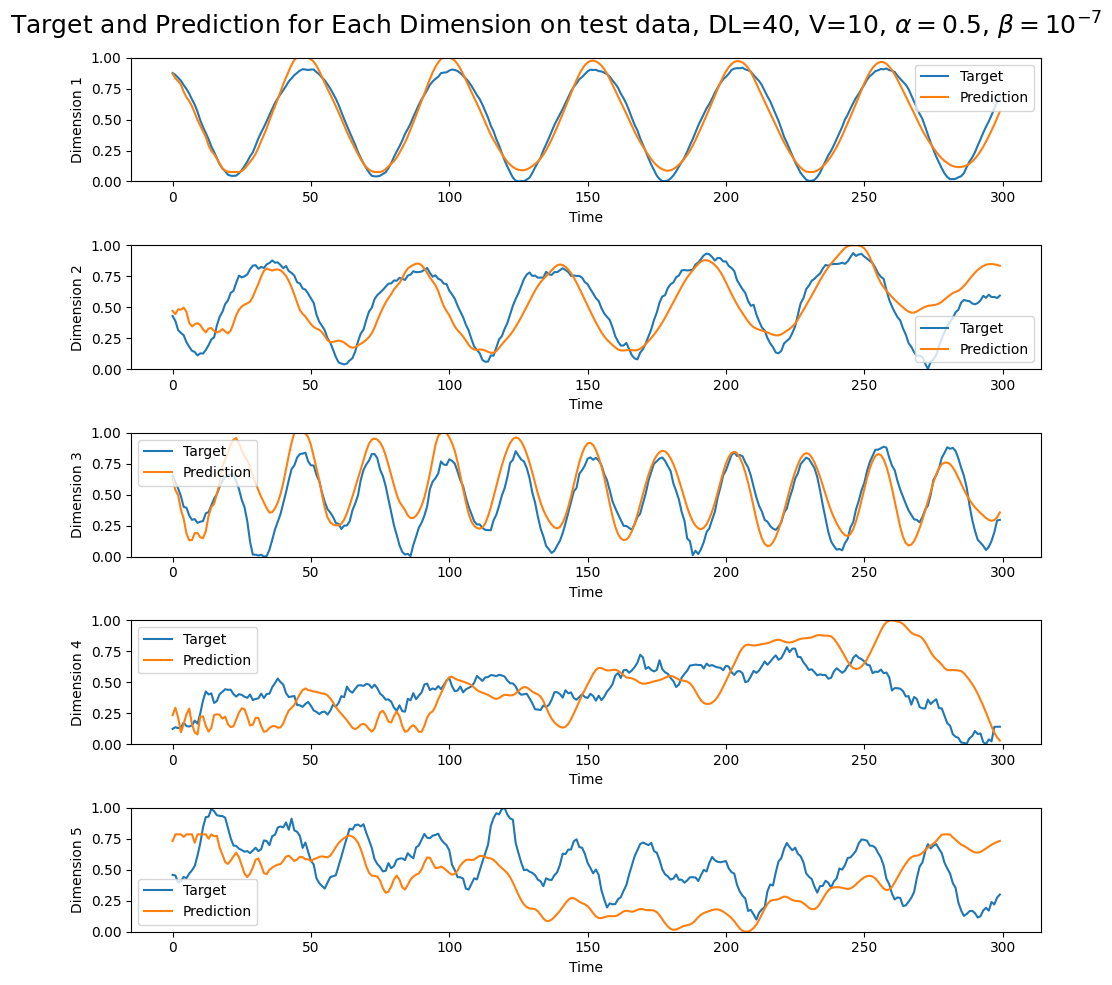 Target and Prediction for Each Dimension on test data, DL=40, V=10, α = 0.5, β = 10⁻⁷
1.00
0.75
0.50
0.25
0.00
Dimension 1
Target
Prediction
0 50 100 150 200 250 300
Time
1.00
0.75
0.50
0.25
0.00
Dimension 2
Target
Prediction
0 50 100 150 200 250 300
Time
1.00
0.75
0.50
0.25
0.00
Dimension 3
Target
Prediction
0 50 100 150 200 250 300
Time
1.00
0.75
0.50
0.25
0.00
Dimension 4
Target
Prediction
0 50 100 150 200 250 300
Time
1.00
0.75
0.50
0.25
0.00
Dimension 5
Target
Prediction
0 50 100 150 200 250 300
Time